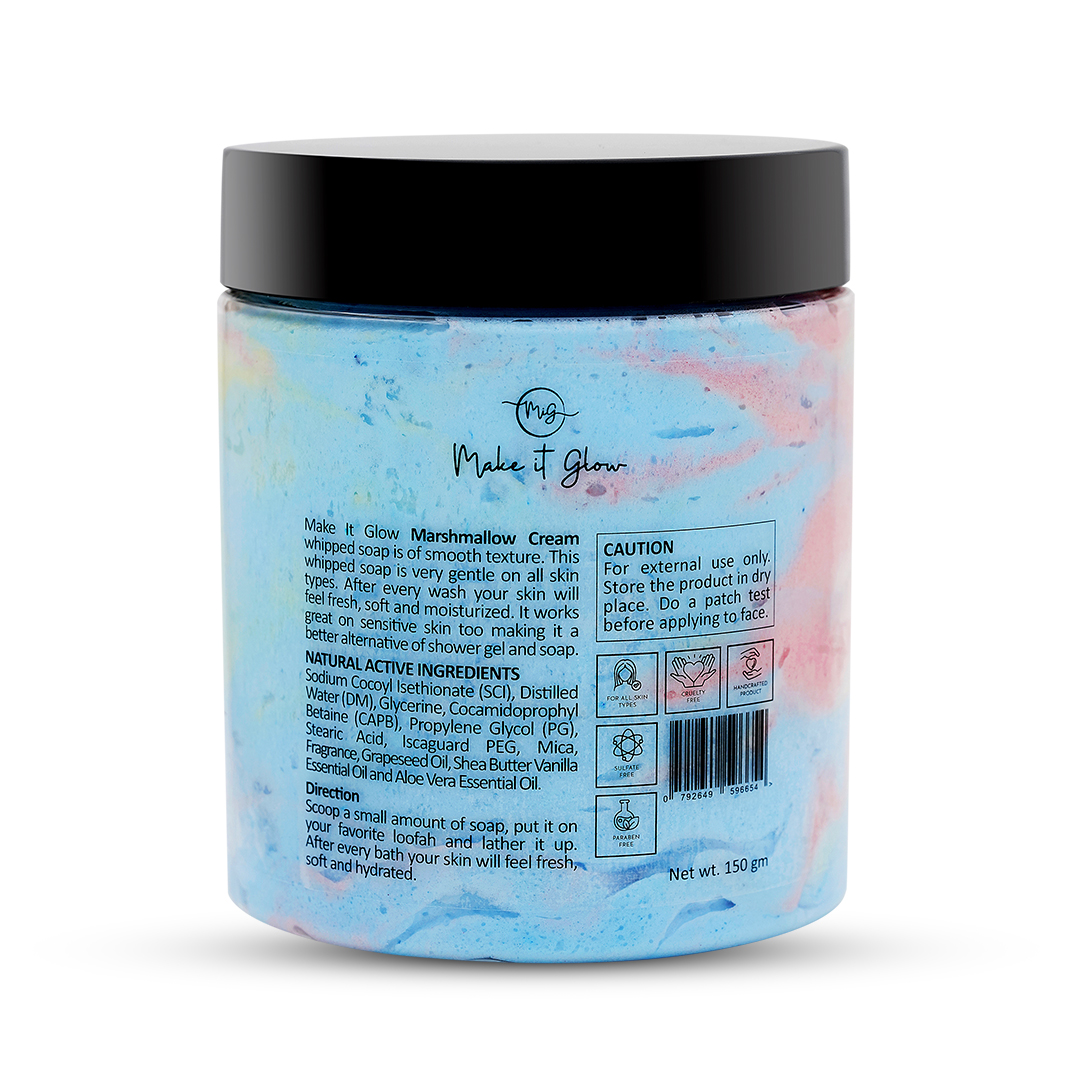 MiG
Make it Glow
Make It Glow Marshmallow Cream
whipped soap is of smooth texture. This
whipped soap is very gentle on all skin
types. After every wash your skin will
feel fresh, soft and moisturized. It works
great on sensitive skin too making it a
better alternative of shower gel and soap.
NATURAL ACTIVE INGREDIENTS
Sodium Cocoyl Isethionate (SCI), Distilled
Water (DM), Glycerine, Cocamidoprophyl
Betaine (CAPB), Propylene Glycol (PG),
Stearic Acid, Iscaguard PEG, Mica,
Fragrance, Grapeseed Oil, Shea Butter Vanilla
Essential Oil and Aloe Vera Essential Oil.
Direction
Scoop a small amount of soap, put it on
your favorite loofah and lather it up.
After every bath your skin will feel fresh,
soft and hydrated.
CAUTION
For external use only.
Store the product in dry
place. Do a patch test
before applying to face.
FOR ALL SKIN
TYPES
CRUELTY
FREE
HANDCRAFTED
PRODUCT
SULFATE
FREE
0 792649 596654 >
PARABEN
FREE
Net wt. 150 gm